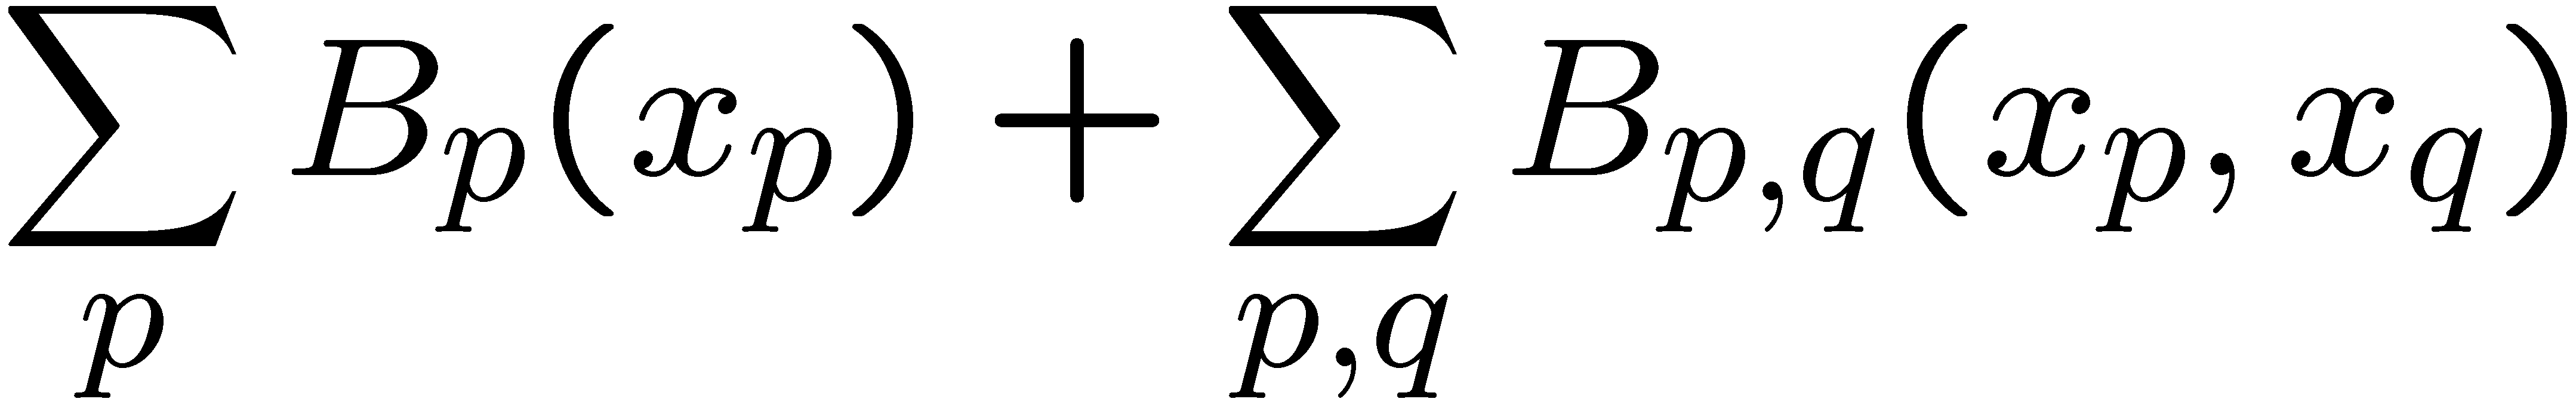 \sum_{p} B_p(x_p) + \sum_{p,q} B_{p,q}(x_p, x_q)